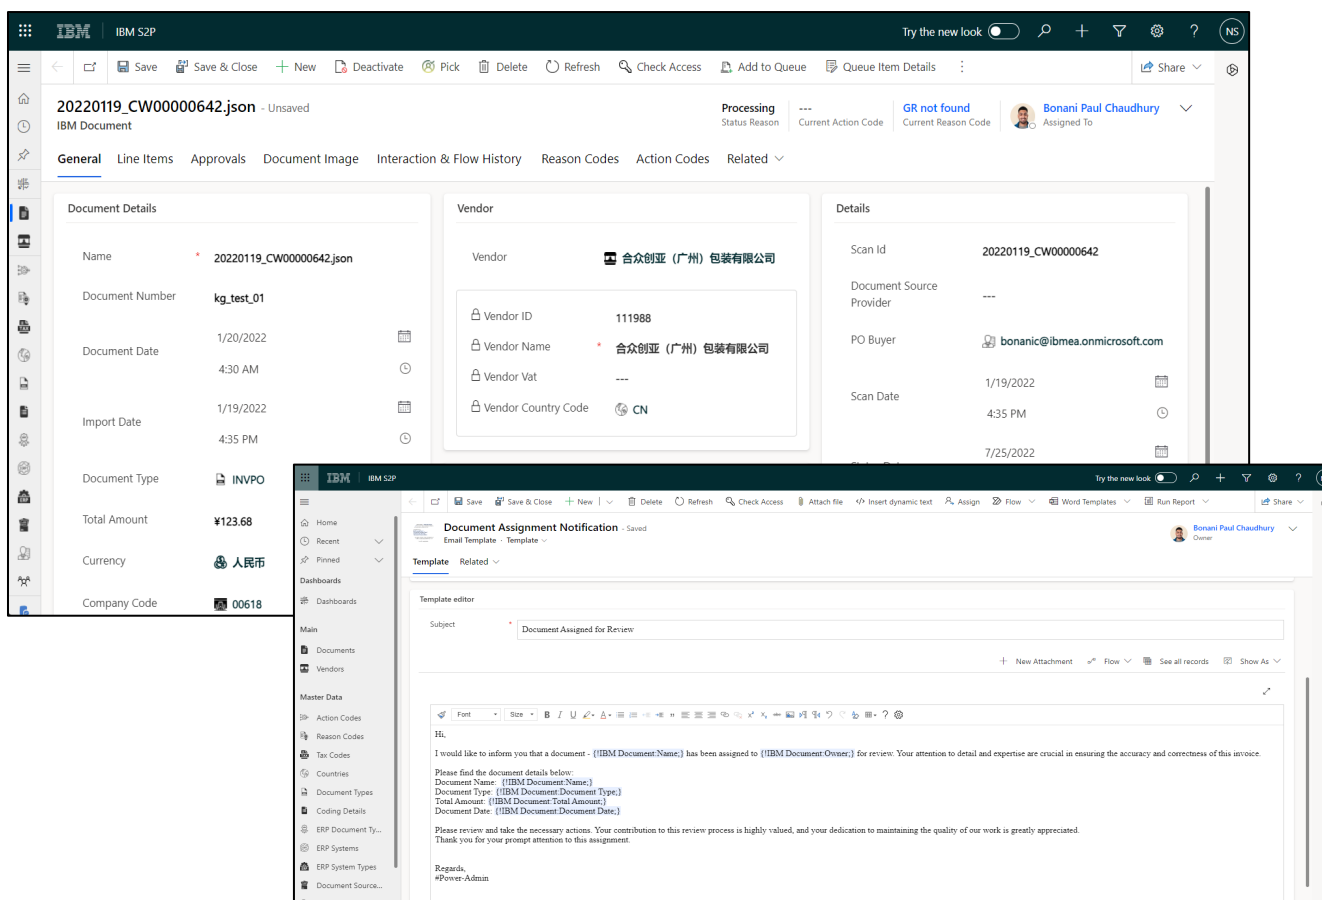 IBM IBM S2P Try the new look NS
Save Save & Close New Deactivate Pick Delete Refresh Check Access Add to Queue Queue Item Details Share
20220119_CW00000642.json - Unsaved
IBM Document
Processing
Status Reason
---
Current Action Code
GR not found
Current Reason Code
Bonani Paul Chaudhury
Assigned To
General Line Items Approvals Document Image Interaction & Flow History Reason Codes Action Codes Related
Document Details
Name * 20220119_CW00000642.json
Document Number kg_test_01
Document Date 1/20/2022
4:30 AM
Import Date 1/19/2022
4:35 PM
Document Type INVPO
Total Amount ¥123.68
Currency 人民币
Company Code 00618
Vendor
Vendor 合众创亚（广州）包装有限公司
Vendor ID 111988
Vendor Name * 合众创亚（广州）包装有限公司
Vendor Vat ---
Vendor Country Code CN
Details
Scan Id 20220119_CW00000642
Document Source
Provider ---
PO Buyer bonanic@ibmea.onmicrosoft.com
Scan Date 1/19/2022
4:35 PM
7/25/2022
IBM IBM S2P Try the new look
Save Save & Close New Delete Refresh Check Access Attach file Insert dynamic text Assign Flow Word Templates Run Report Share
Home
Recent
Pinned
Dashboards
Dashboards
Main
Documents
Vendors
Master Data
Action Codes
Reason Codes
Tax Codes
Countries
Document Types
Coding Details
ERP Document Ty...
ERP Systems
ERP System Types
Document Source...
Document Assignment Notification - Saved
Email Template · Template
Bonani Paul Chaudhury
Owner
Template Related
Template editor
Subject * Document Assigned for Review
New Attachment Flow See all records Show As
Font Size B I U
Hi,
I would like to inform you that a document - {!IBM Document:Name;} has been assigned to {!IBM Document:Owner;} for review. Your attention to detail and expertise are crucial in ensuring the accuracy and correctness of this invoice.
Please find the document details below:
Document Name: {!IBM Document:Name;}
Document Type: {!IBM Document:Document Type;}
Total Amount: {!IBM Document:Total Amount;}
Document Date: {!IBM Document:Document Date;}
Please review and take the necessary actions. Your contribution to this review process is highly valued, and your dedication to maintaining the quality of our work is greatly appreciated.
Thank you for your prompt attention to this assignment.
Regards,
#Power-Admin